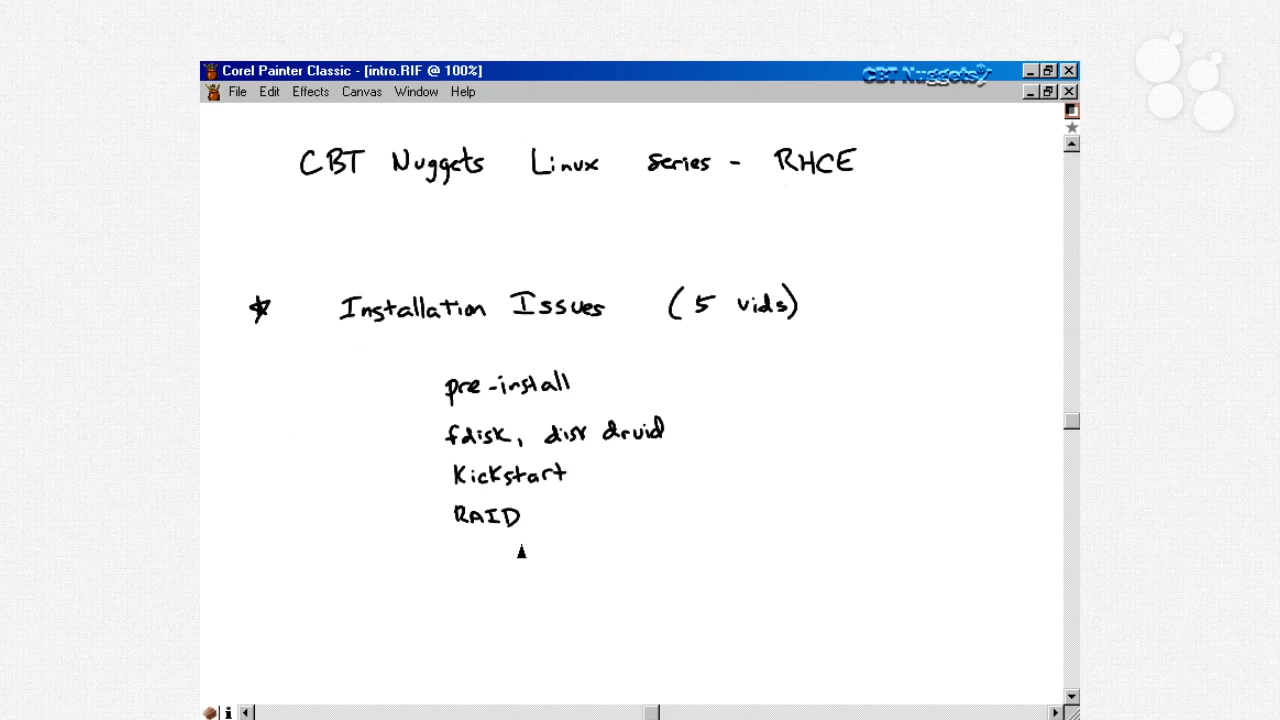 Corel Painter Classic - [intro.RIF @ 100%]
CBT Nuggets
File Edit Effects Canvas Window Help
CBT Nuggets Linux series - RHCE
* Installation Issues (5 vids)
pre-install
fdisk, disk druid
Kickstart
RAID